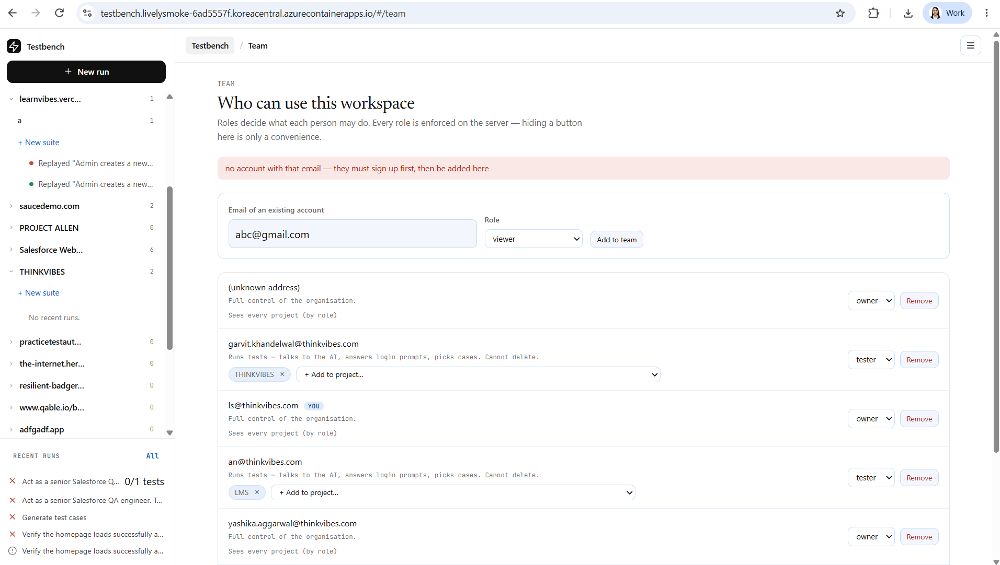 testbench.livelysmoke-6ad5557f.koreacentral.azurecontainerapps.io/#/team
Work
Testbench
+ New run
learnvibes.verc... 1
a 1
+ New suite
Replayed "Admin creates a new...
Replayed "Admin creates a new...
saucedemo.com 2
PROJECT ALLEN 0
Salesforce Web... 6
THINKVIBES 2
+ New suite
No recent runs.
practicetestaut... 0
the-internet.her... 0
resilient-badger... 0
www.qable.io/b... 0
adfgadf.app 0
RECENT RUNS All
Act as a senior Salesforce Q... 0/1 tests
Act as a senior Salesforce QA engineer. T...
Generate test cases
Verify the homepage loads successfully a...
Verify the homepage loads successfully a...
Testbench / Team
TEAM
Who can use this workspace
Roles decide what each person may do. Every role is enforced on the server — hiding a button
here is only a convenience.
no account with that email — they must sign up first, then be added here
Email of an existing account
abc@gmail.com
Role
viewer
Add to team
(unknown address)
Full control of the organisation.
Sees every project (by role)
owner Remove
garvit.khandelwal@thinkvibes.com
Runs tests — talks to the AI, answers login prompts, picks cases. Cannot delete.
THINKVIBES × + Add to project...
tester Remove
ls@thinkvibes.com YOU
Full control of the organisation.
Sees every project (by role)
owner Remove
an@thinkvibes.com
Runs tests — talks to the AI, answers login prompts, picks cases. Cannot delete.
LMS × + Add to project...
tester Remove
yashika.aggarwal@thinkvibes.com
Full control of the organisation.
Sees every project (by role)
owner Remove